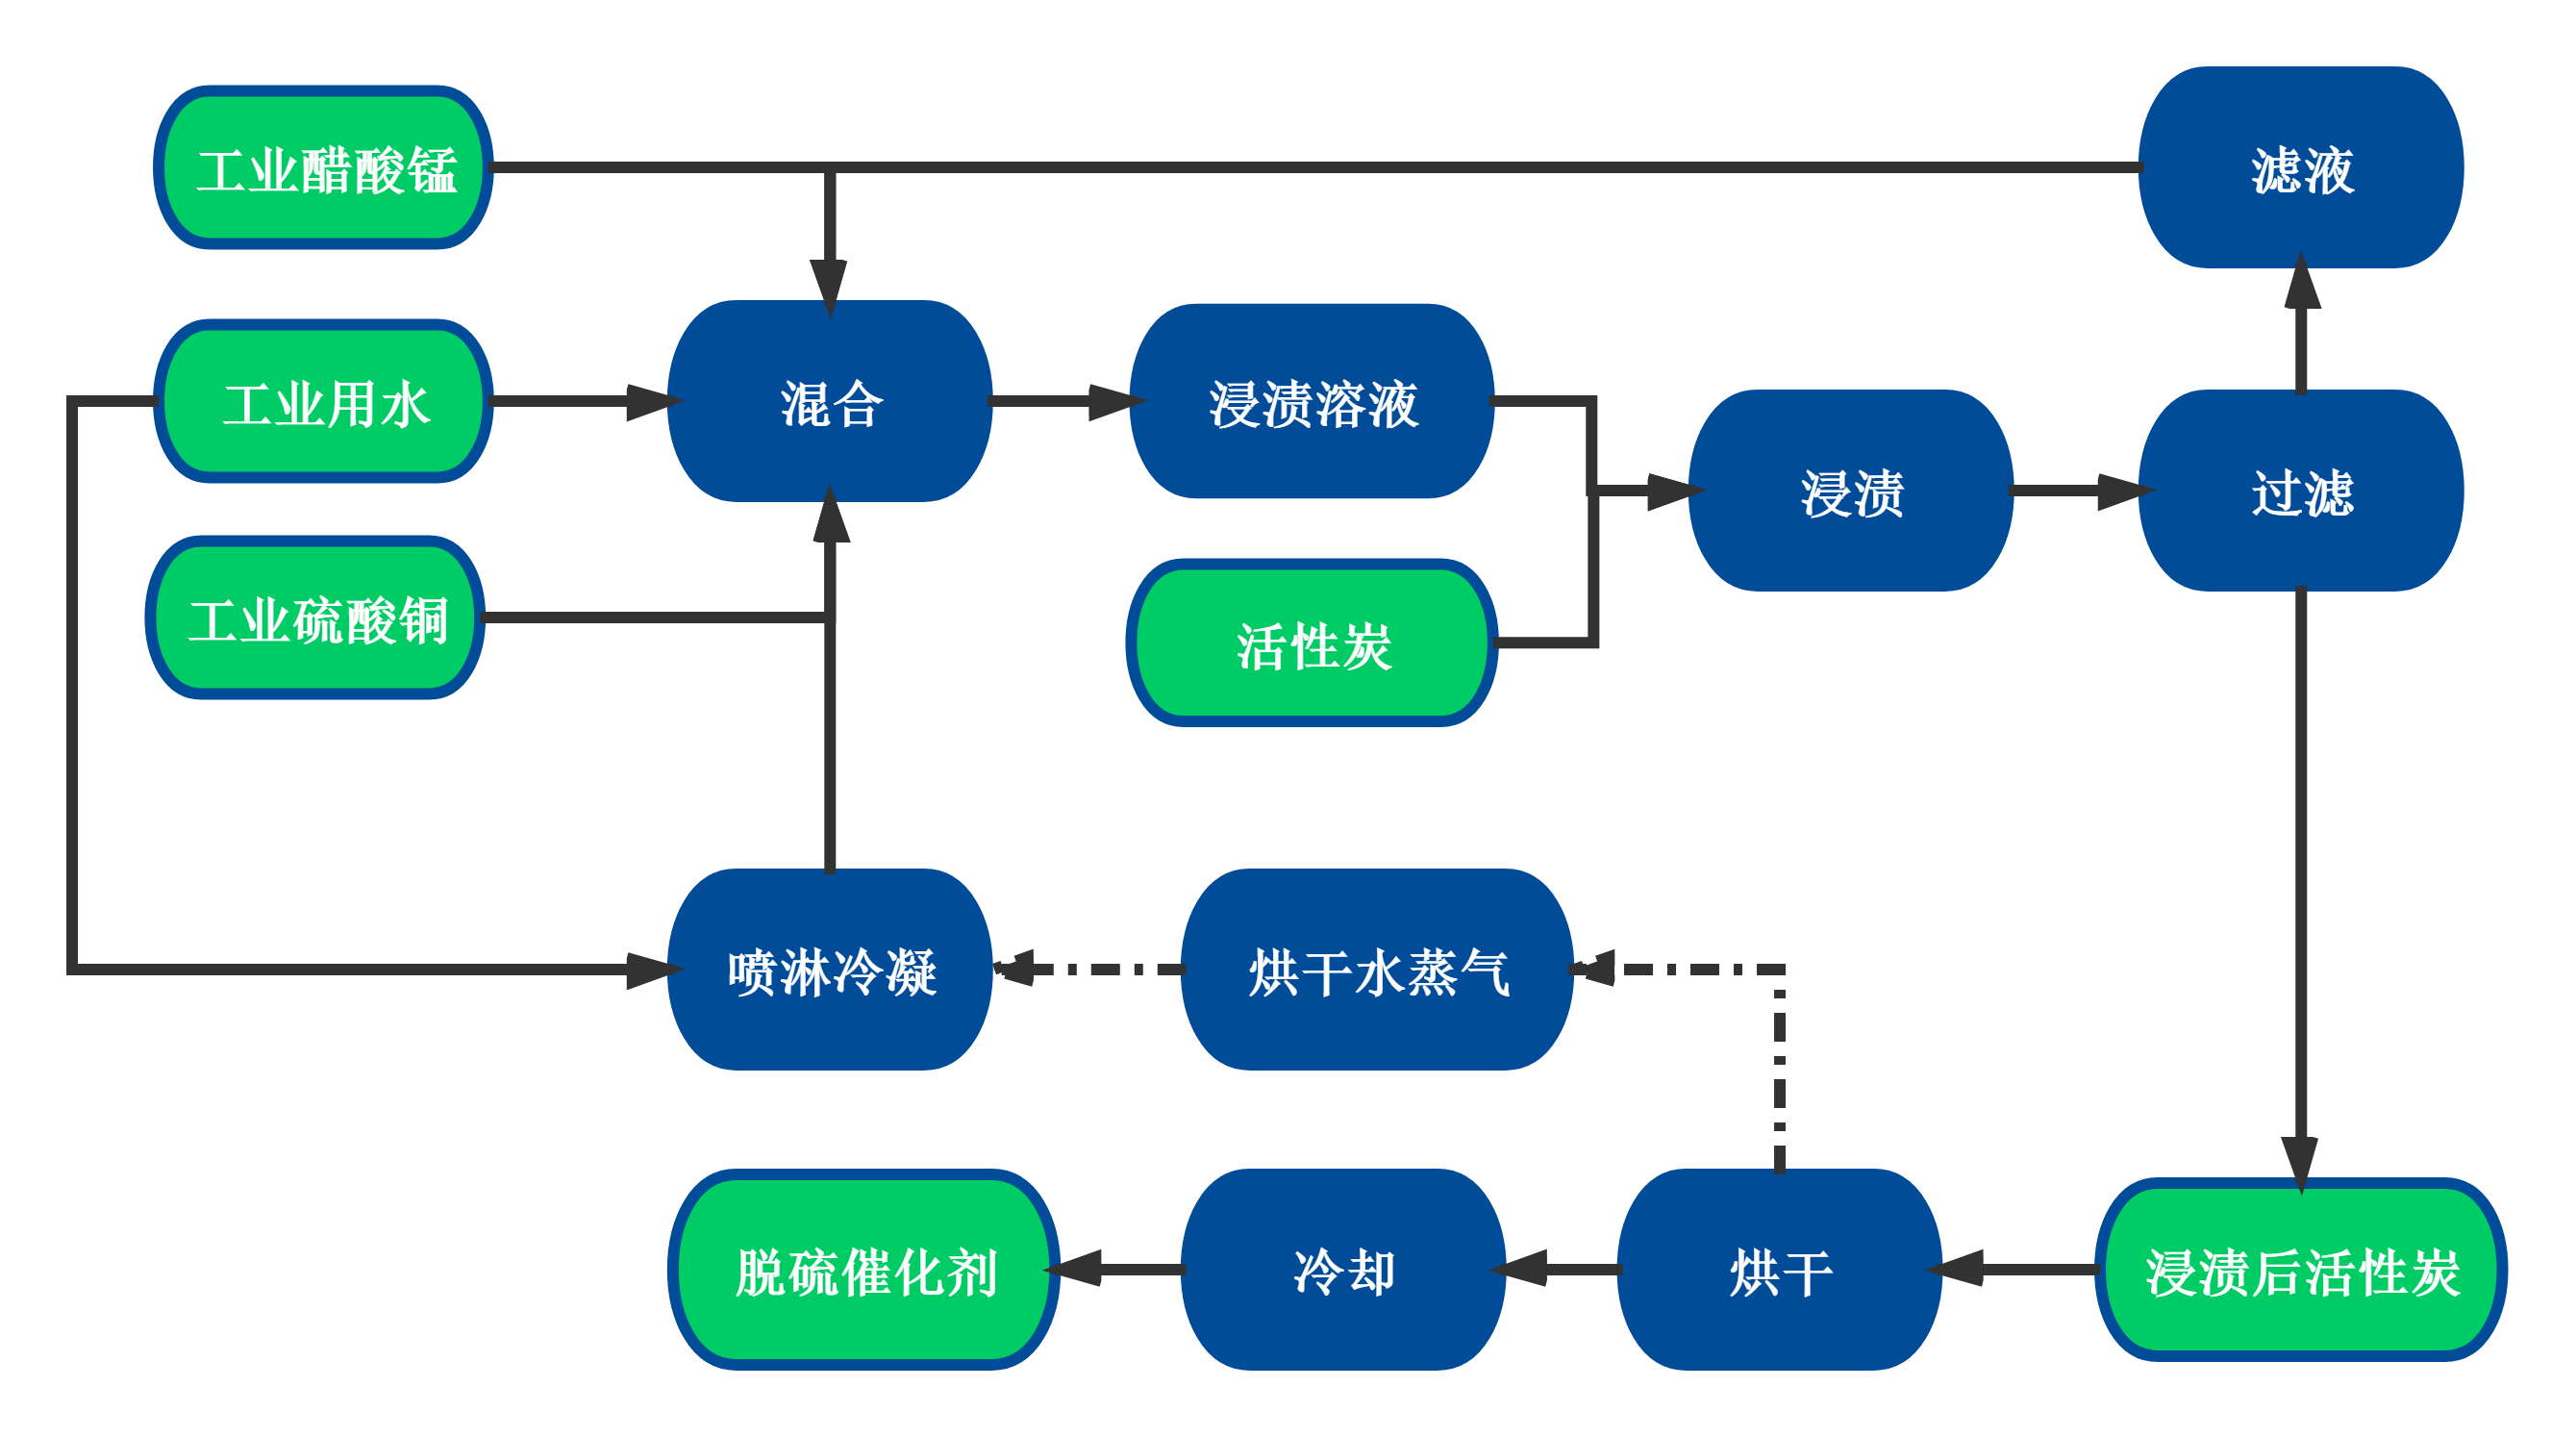 工业醋酸锰
滤液
工业用水
混合
浸渍溶液
浸渍
过滤
工业硫酸铜
活性炭
喷淋冷凝
烘干水蒸气
脱硫催化剂
冷却
烘干
浸渍后活性炭